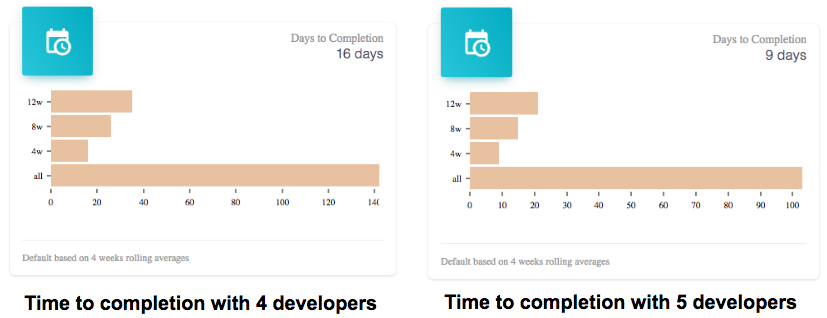 Days to Completion
16 days
12w
8w
4w
all
0 20 40 60 80 100 120 140
Default based on 4 weeks rolling averages
Time to completion with 4 developers
Days to Completion
9 days
12w
8w
4w
all
0 10 20 30 40 50 60 70 80 90 100
Default based on 4 weeks rolling averages
Time to completion with 5 developers